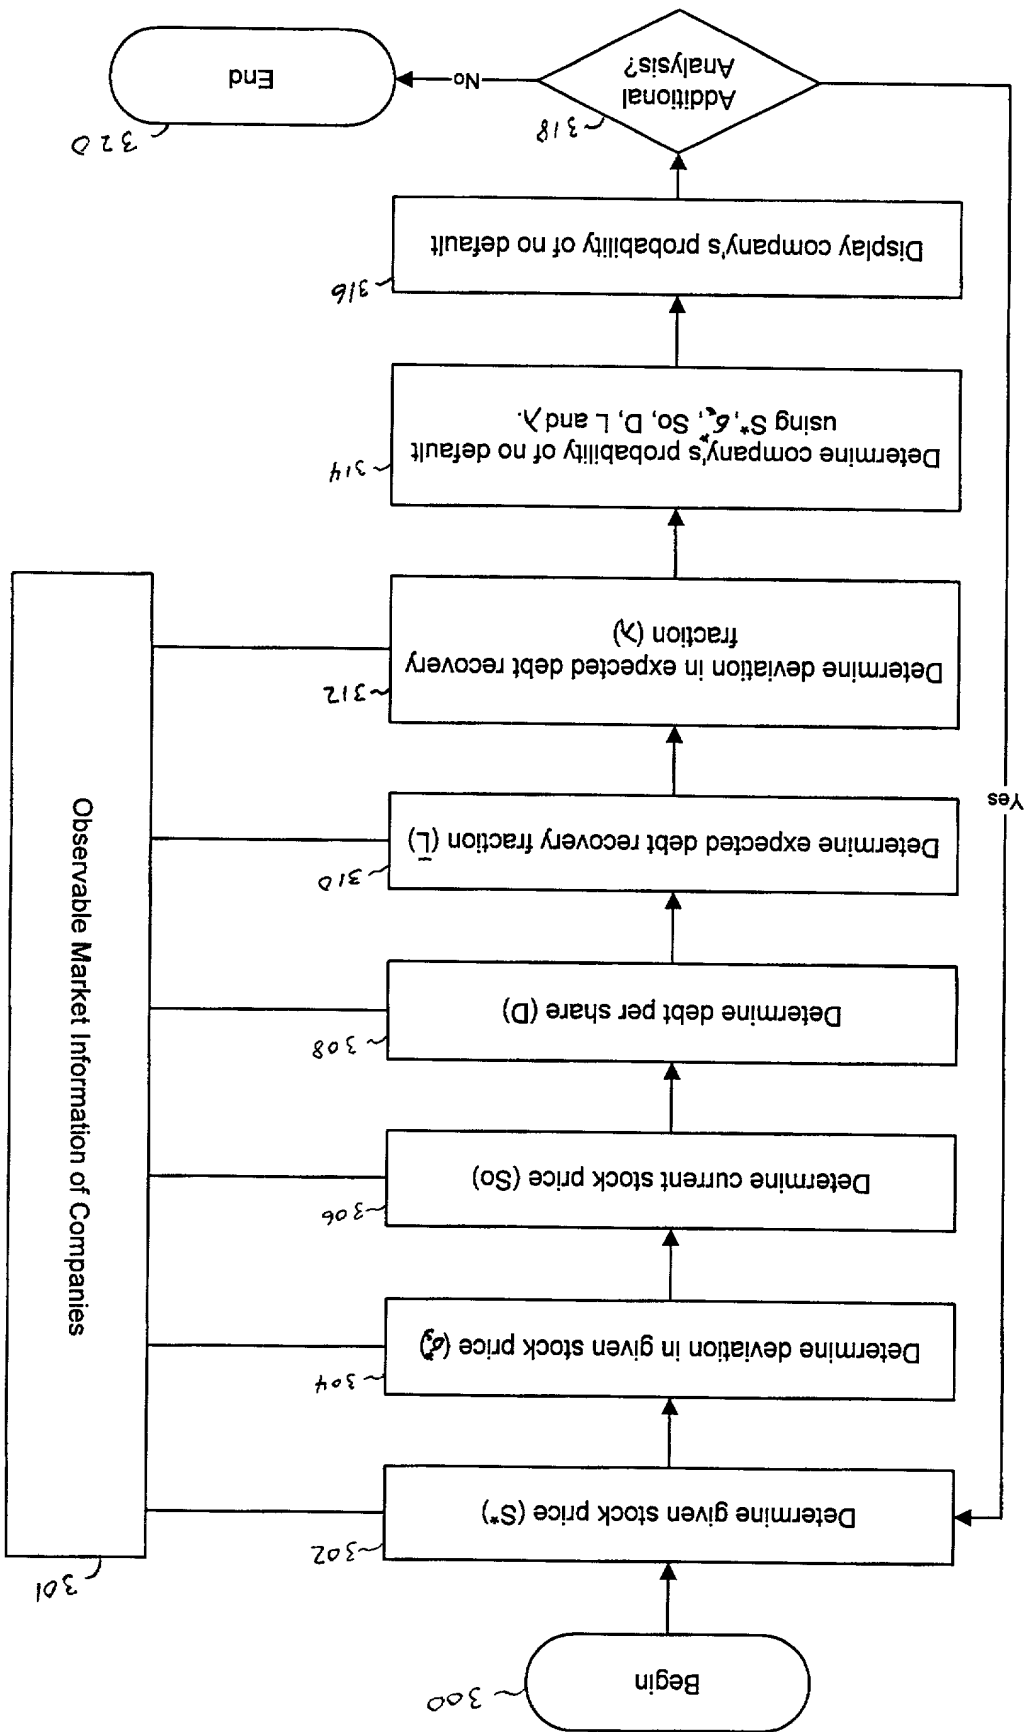 300
Begin
301
Observable Market Information of Companies
302
Determine given stock price (S*)
304
Determine deviation in given stock price (σ*s)
306
Determine current stock price (So)
308
Determine debt per share (D)
310
Determine expected debt recovery fraction (L̄)
312
Determine deviation in expected debt recovery
fraction (λ)
314
Determine company's probability of no default
using S*, σ*s, So, D, L and λ.
316
Display company's probability of no default
318
Additional
Analysis?
Yes
No
320
End